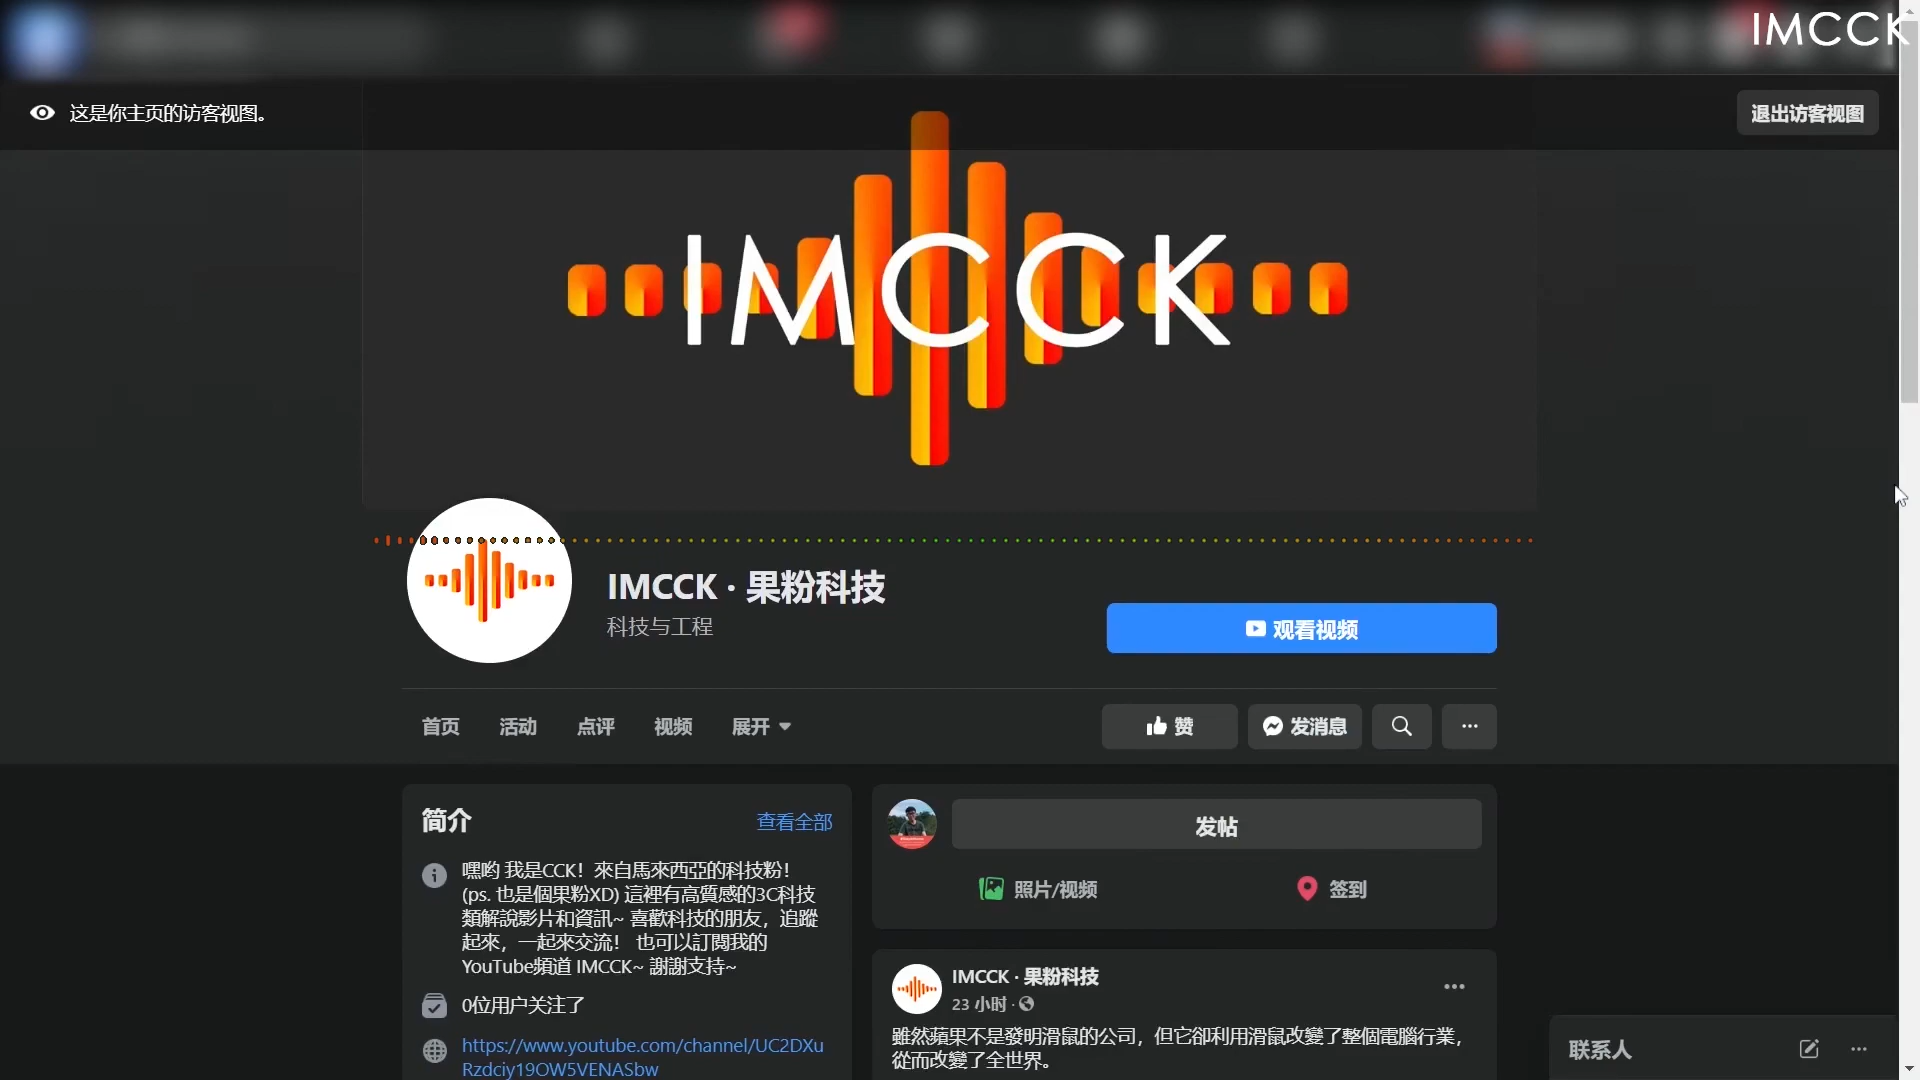 IMCCK
这是你主页的访客视图。
退出访客视图
IMCCK
IMCCK · 果粉科技
科技与工程
观看视频
首页 活动 点评 视频 展开
赞 发消息
简介 查看全部
嘿哟 我是CCK！來自馬來西亞的科技粉！
(ps. 也是個果粉XD) 這裡有高質感的3C科技
類解說影片和資訊~ 喜歡科技的朋友，追蹤
起來，一起來交流！ 也可以訂閱我的
YouTube頻道 IMCCK~ 謝謝支持~
0位用户关注了
https://www.youtube.com/channel/UC2DXu
Rzdciy19OW5VENASbw
发帖
照片/视频 签到
IMCCK · 果粉科技
23 小时 ·
雖然蘋果不是發明滑鼠的公司，但它卻利用滑鼠改變了整個電腦行業，
從而改變了全世界。
联系人